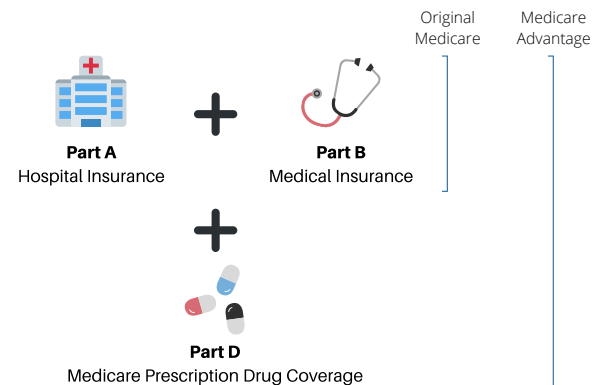 Original
Medicare
Medicare
Advantage
Part A
Hospital Insurance
Part B
Medical Insurance
Part D
Medicare Prescription Drug Coverage